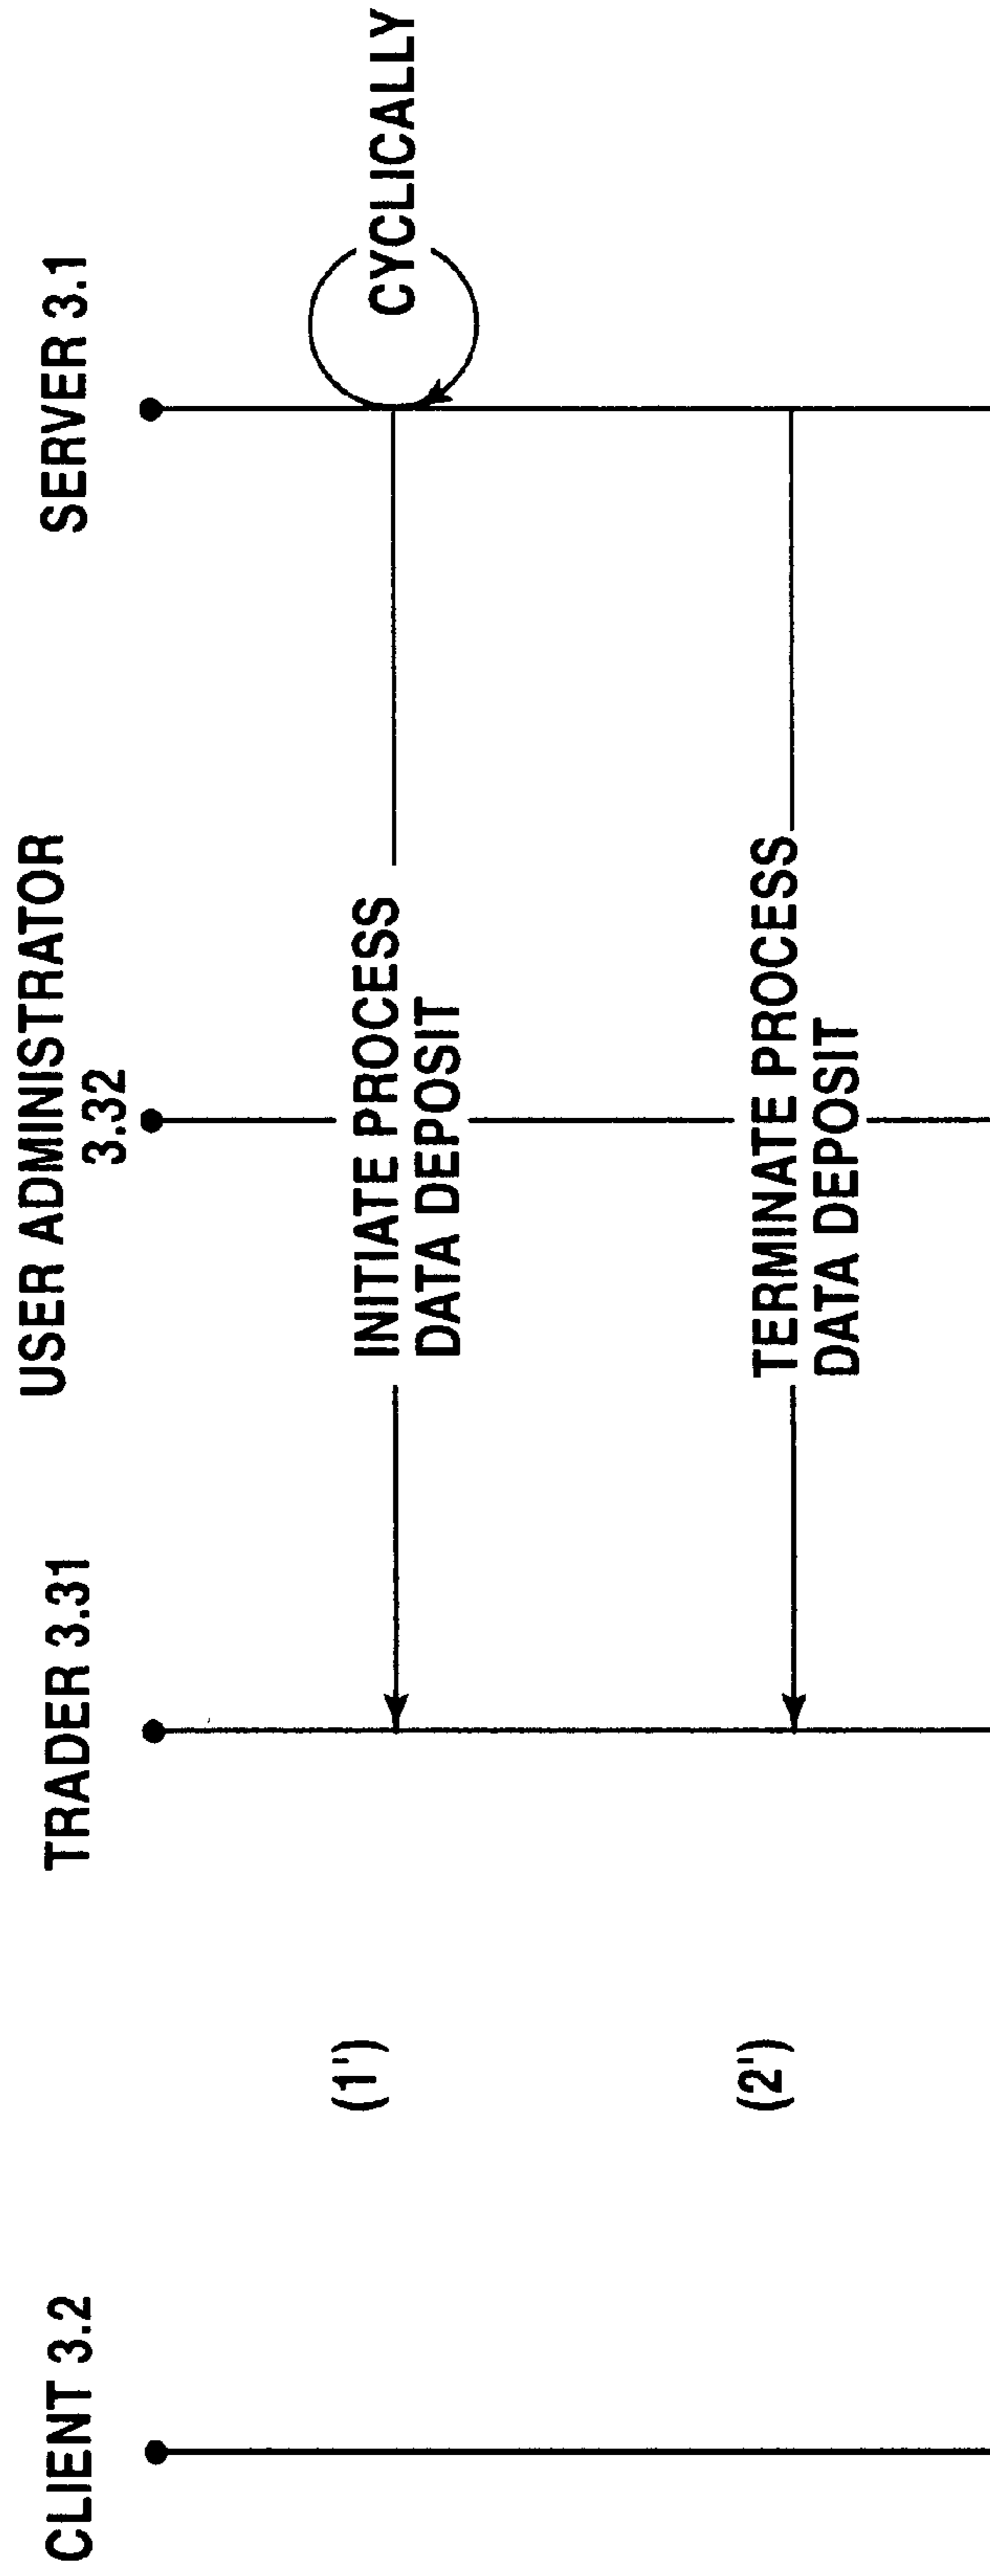 CLIENT 3.2
TRADER 3.31
USER ADMINISTRATOR
3.32
SERVER 3.1
(1')
INITIATE PROCESS
DATA DEPOSIT
CYCLICALLY
(2')
TERMINATE PROCESS
DATA DEPOSIT